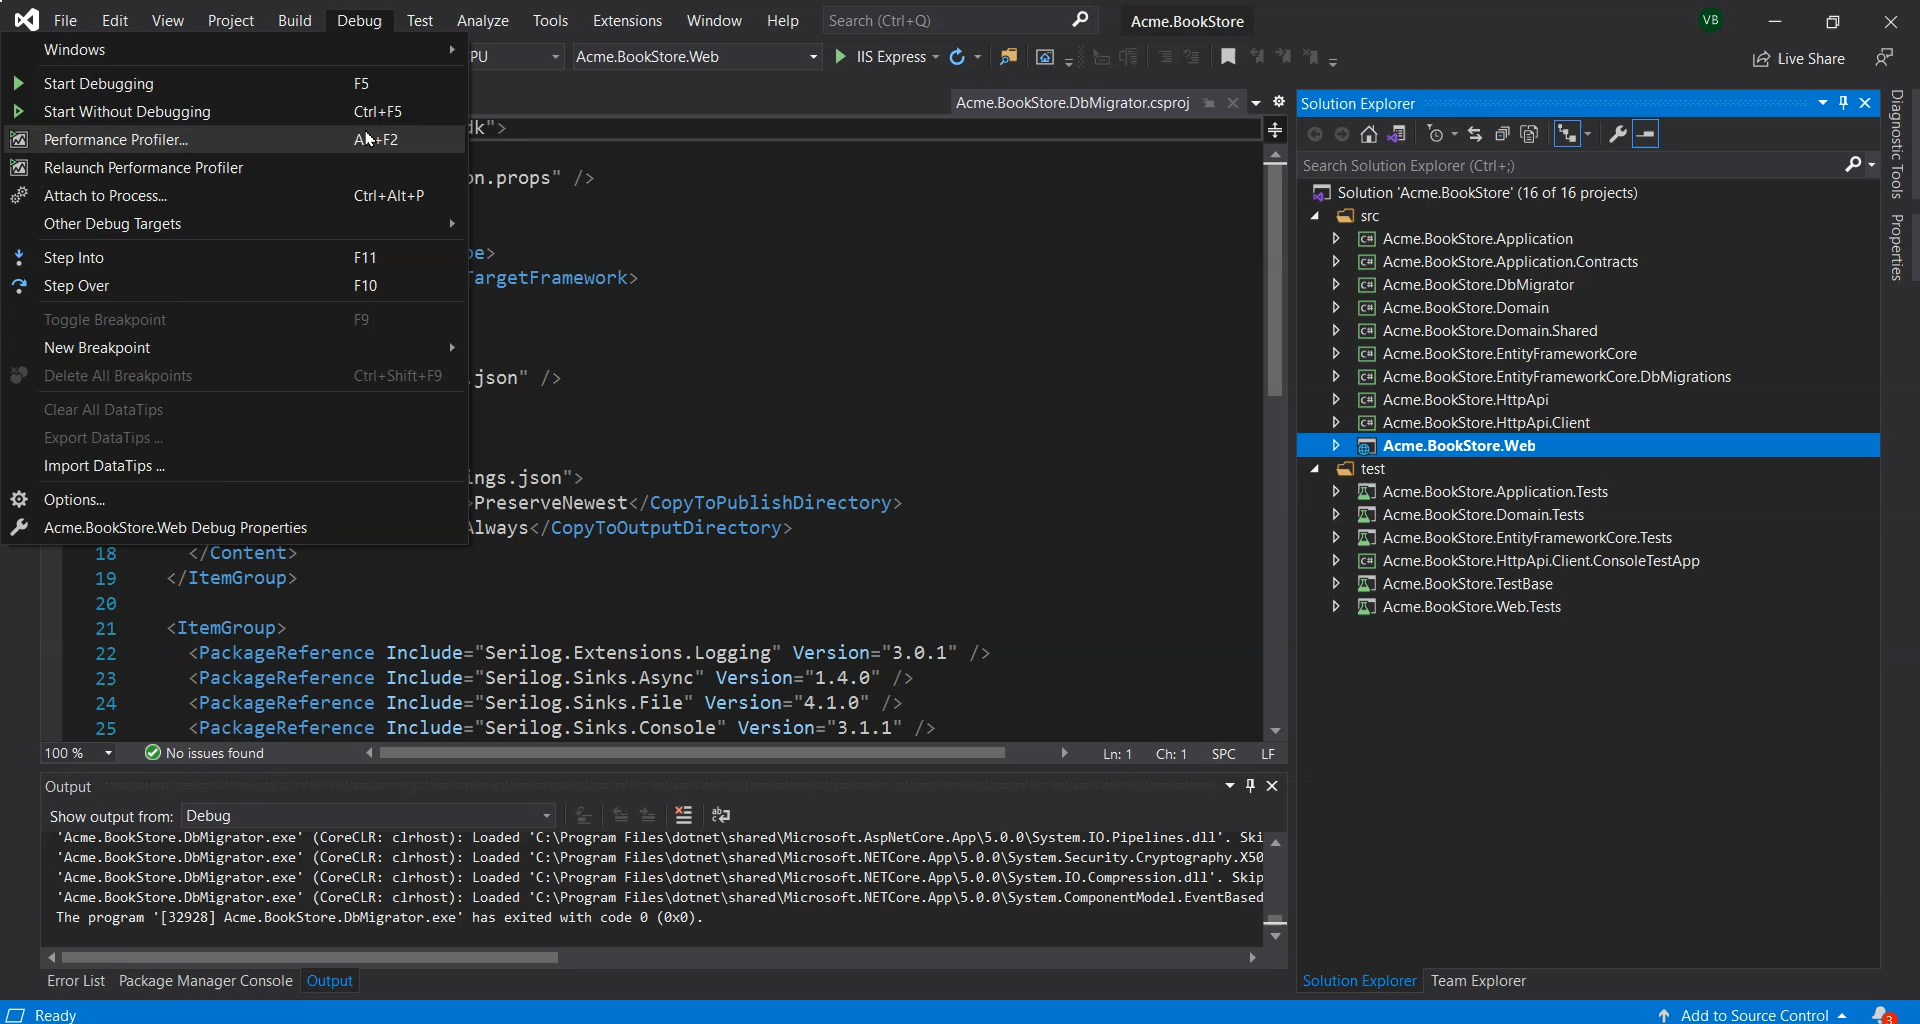 File Edit View Project Build Debug Test Analyze Tools Extensions Window Help Search (Ctrl+Q) Acme.BookStore VB
PU Acme.BookStore.Web IIS Express Live Share
Windows
Start Debugging F5
Start Without Debugging Ctrl+F5
Performance Profiler... +F2
Relaunch Performance Profiler
Attach to Process... Ctrl+Alt+P
Other Debug Targets
Step Into F11
Step Over F10
Toggle Breakpoint F9
New Breakpoint
Delete All Breakpoints Ctrl+Shift+F9
Clear All DataTips
Export DataTips ...
Import DataTips ...
Options...
Acme.BookStore.Web Debug Properties
Acme.BookStore.DbMigrator.csproj
dk">
on.props" />
pe>
TargetFramework>
.json" />
ings.json">
>PreserveNewest</CopyToPublishDirectory>
Always</CopyToOutputDirectory>
18 </Content>
19 </ItemGroup>
20
21 <ItemGroup>
22 <PackageReference Include="Serilog.Extensions.Logging" Version="3.0.1" />
23 <PackageReference Include="Serilog.Sinks.Async" Version="1.4.0" />
24 <PackageReference Include="Serilog.Sinks.File" Version="4.1.0" />
25 <PackageReference Include="Serilog.Sinks.Console" Version="3.1.1" />
100 % No issues found Ln: 1 Ch: 1 SPC LF
Output
Show output from: Debug
'Acme.BookStore.DbMigrator.exe' (CoreCLR: clrhost): Loaded 'C:\Program Files\dotnet\shared\Microsoft.AspNetCore.App\5.0.0\System.IO.Pipelines.dll'. Ski
'Acme.BookStore.DbMigrator.exe' (CoreCLR: clrhost): Loaded 'C:\Program Files\dotnet\shared\Microsoft.NETCore.App\5.0.0\System.Security.Cryptography.X50
'Acme.BookStore.DbMigrator.exe' (CoreCLR: clrhost): Loaded 'C:\Program Files\dotnet\shared\Microsoft.NETCore.App\5.0.0\System.IO.Compression.dll'. Skip
'Acme.BookStore.DbMigrator.exe' (CoreCLR: clrhost): Loaded 'C:\Program Files\dotnet\shared\Microsoft.NETCore.App\5.0.0\System.ComponentModel.EventBased
The program '[32928] Acme.BookStore.DbMigrator.exe' has exited with code 0 (0x0).
Error List Package Manager Console Output
Solution Explorer
Search Solution Explorer (Ctrl+;)
Solution 'Acme.BookStore' (16 of 16 projects)
src
C# Acme.BookStore.Application
C# Acme.BookStore.Application.Contracts
C# Acme.BookStore.DbMigrator
C# Acme.BookStore.Domain
C# Acme.BookStore.Domain.Shared
C# Acme.BookStore.EntityFrameworkCore
C# Acme.BookStore.EntityFrameworkCore.DbMigrations
C# Acme.BookStore.HttpApi
C# Acme.BookStore.HttpApi.Client
Acme.BookStore.Web
test
Acme.BookStore.Application.Tests
Acme.BookStore.Domain.Tests
Acme.BookStore.EntityFrameworkCore.Tests
C# Acme.BookStore.HttpApi.Client.ConsoleTestApp
Acme.BookStore.TestBase
Acme.BookStore.Web.Tests
Solution Explorer Team Explorer
Diagnostic Tools
Properties
Ready Add to Source Control 3